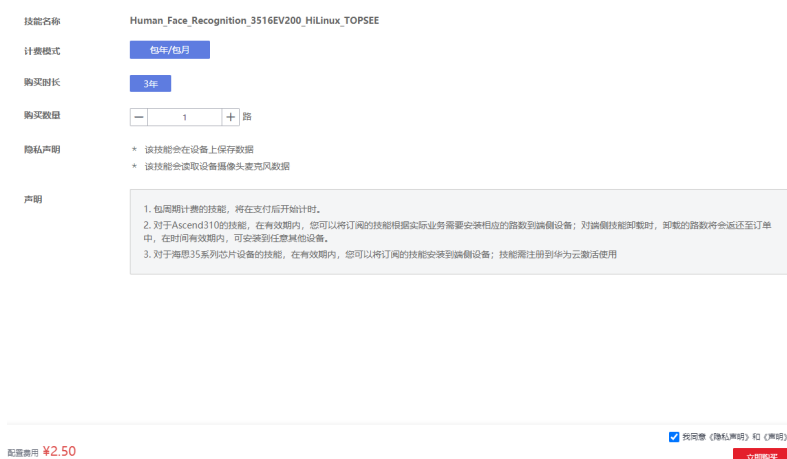 技能名称 Human_Face_Recognition_3516EV200_HiLinux_TOPSEE
计费模式 包年/包月
购买时长 3年
购买数量 1 路
隐私声明 * 该技能会在设备上保存数据
* 该技能会读取设备摄像头麦克风数据
声明
1. 包周期计费的技能，将在支付后开始计时。
2. 对于Ascend310的技能，在有效期内，您可以将订阅的技能根据实际业务需要安装相应的路数到端侧设备；对端侧技能卸载时，卸载的路数将会返还至订单
中，在时间有效期内，可安装到任意其他设备。
3. 对于海思35系列芯片设备的技能，在有效期内，您可以将订阅的技能安装到端侧设备；技能需注册到华为云激活使用
我同意《隐私声明》和《声明》
配置费用 ¥2.50
立即购买